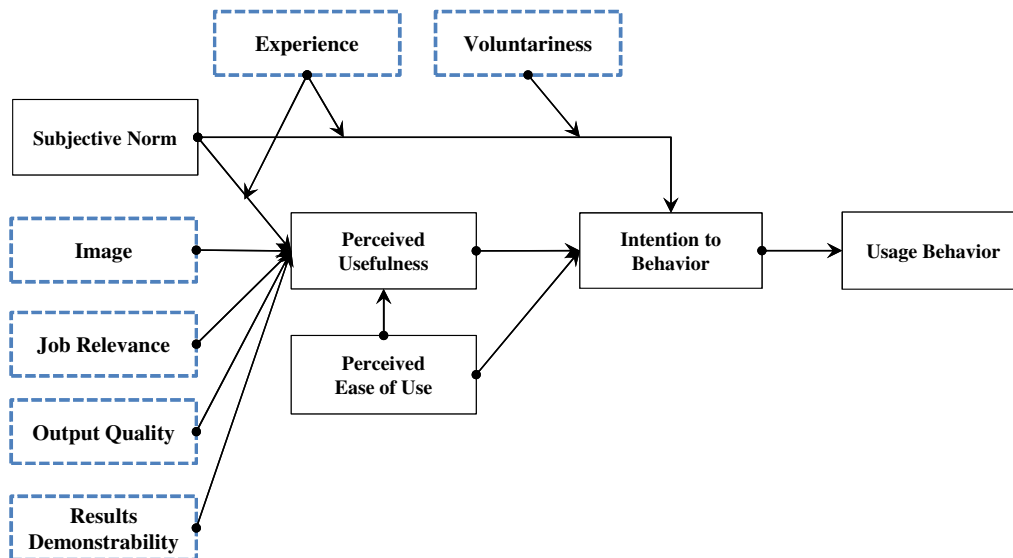 Experience
Voluntariness
Subjective Norm
Image
Perceived
Usefulness
Intention to
Behavior
Usage Behavior
Job Relevance
Perceived
Ease of Use
Output Quality
Results
Demonstrability